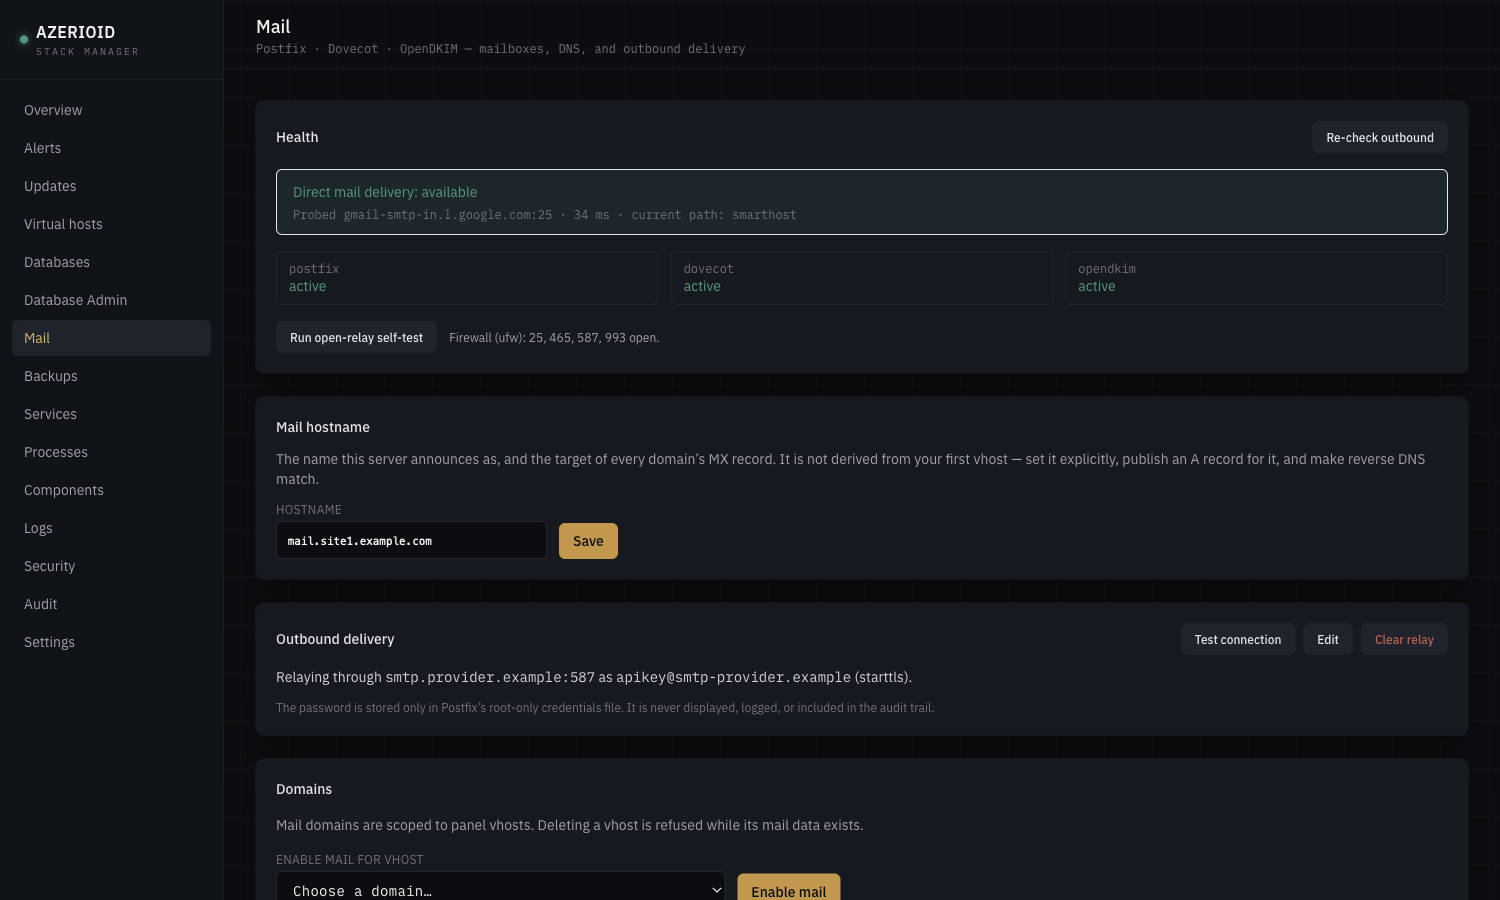 AZERIOID
STACK MANAGER
Overview
Alerts
Updates
Virtual hosts
Databases
Database Admin
Mail
Backups
Services
Processes
Components
Logs
Security
Audit
Settings
Mail
Postfix · Dovecot · OpenDKIM — mailboxes, DNS, and outbound delivery
Health
Re-check outbound
Direct mail delivery: available
Probed gmail-smtp-in.l.google.com:25 · 34 ms · current path: smarthost
postfix
active
dovecot
active
opendkim
active
Run open-relay self-test
Firewall (ufw): 25, 465, 587, 993 open.
Mail hostname
The name this server announces as, and the target of every domain’s MX record. It is not derived from your first vhost — set it explicitly, publish an A record for it, and make reverse DNS
match.
HOSTNAME
mail.site1.example.com
Save
Outbound delivery
Test connection
Edit
Clear relay
Relaying through smtp.provider.example:587 as apikey@smtp-provider.example (starttls).
The password is stored only in Postfix’s root-only credentials file. It is never displayed, logged, or included in the audit trail.
Domains
Mail domains are scoped to panel vhosts. Deleting a vhost is refused while its mail data exists.
ENABLE MAIL FOR VHOST
Choose a domain…
Enable mail